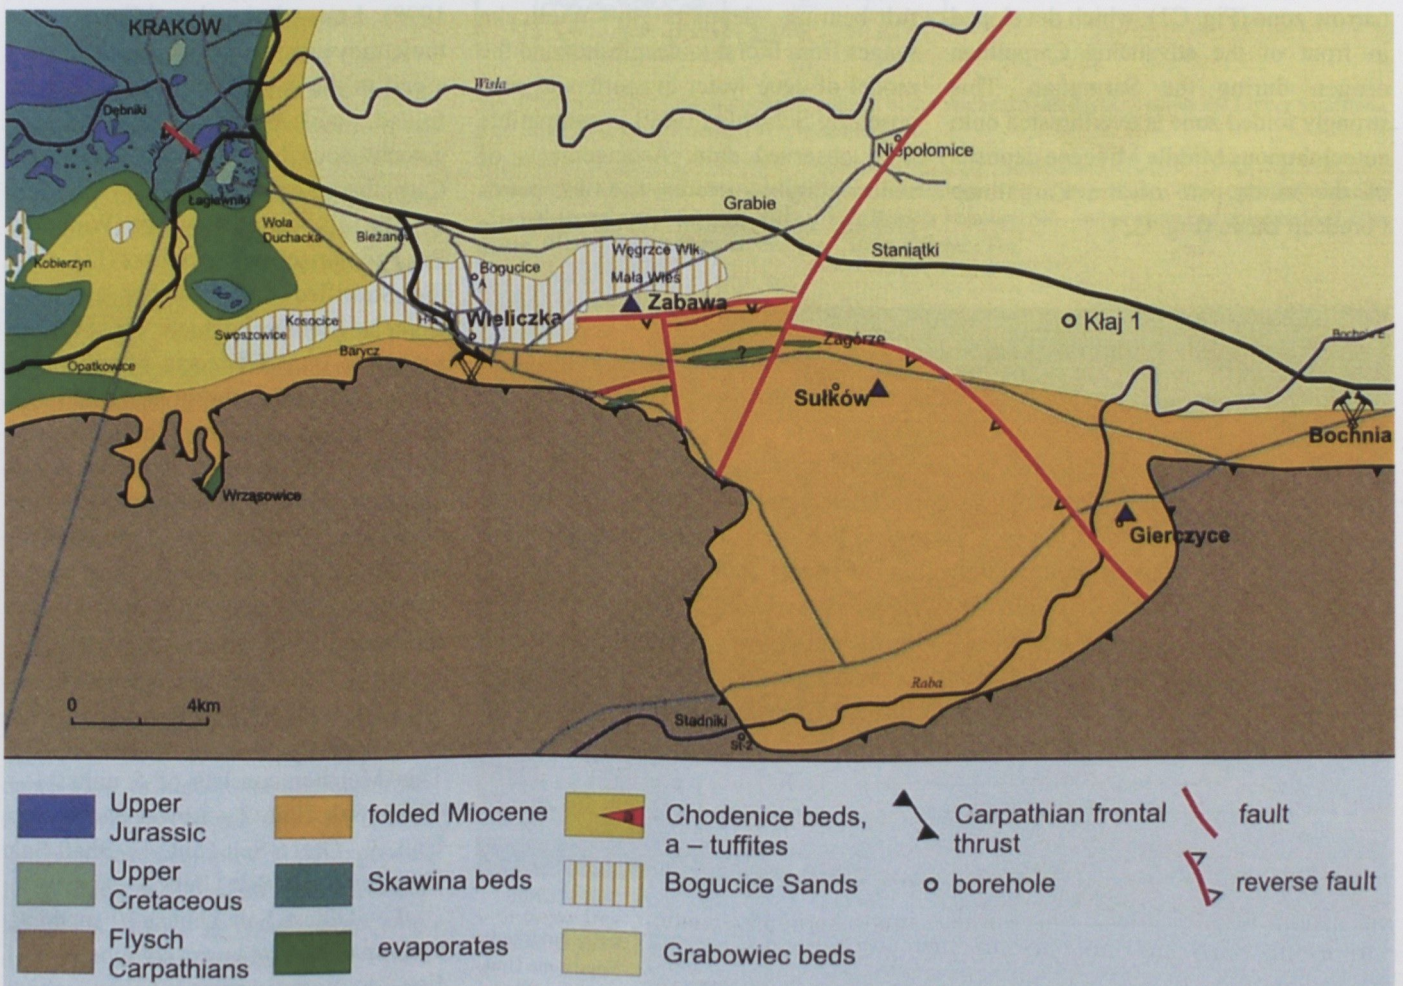 KRAKÓW
Wisła
Dębniki
Niepołomice
Łagiewniki
Grabie
Wola
Duchacka
Bieżanów
Węgrzce Wlk.
Staniątki
Kobierzyn
Bogucice
A
Mała Wieś
Zabawa
Kłaj 1
Kosocice
Wieliczka
Swoszowice
Zagórze
Bochnia E
Barycz
?
Opatkowice
Sułków
Bochnia
Wrząsowice
Gierczyce
Raba
0 4km
Stadniki
St-2
Upper
Jurassic
Upper
Cretaceous
Flysch
Carpathians
folded Miocene
Skawina beds
evaporates
a
Chodenice beds,
a – tuffites
Bogucice Sands
Grabowiec beds
Carpathian frontal
thrust
borehole
fault
reverse fault